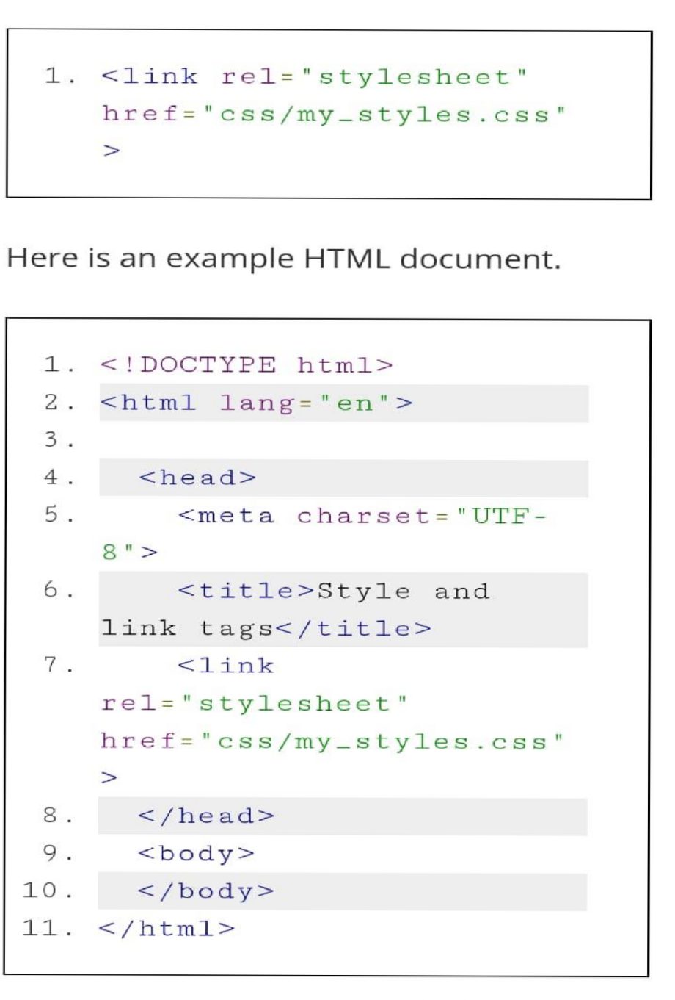 1. <link rel="stylesheet"
href="css/my_styles.css"
>
Here is an example HTML document.
1. <!DOCTYPE html>
2. <html lang="en">
3.
4. <head>
5. <meta charset="UTF-
8">
6. <title>Style and
link tags</title>
7. <link
rel="stylesheet"
href="css/my_styles.css"
>
8. </head>
9. <body>
10. </body>
11. </html>